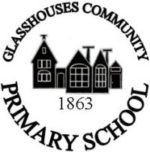 GLASSHOUSES COMMUNITY
1863
PRIMARY SCHOOL